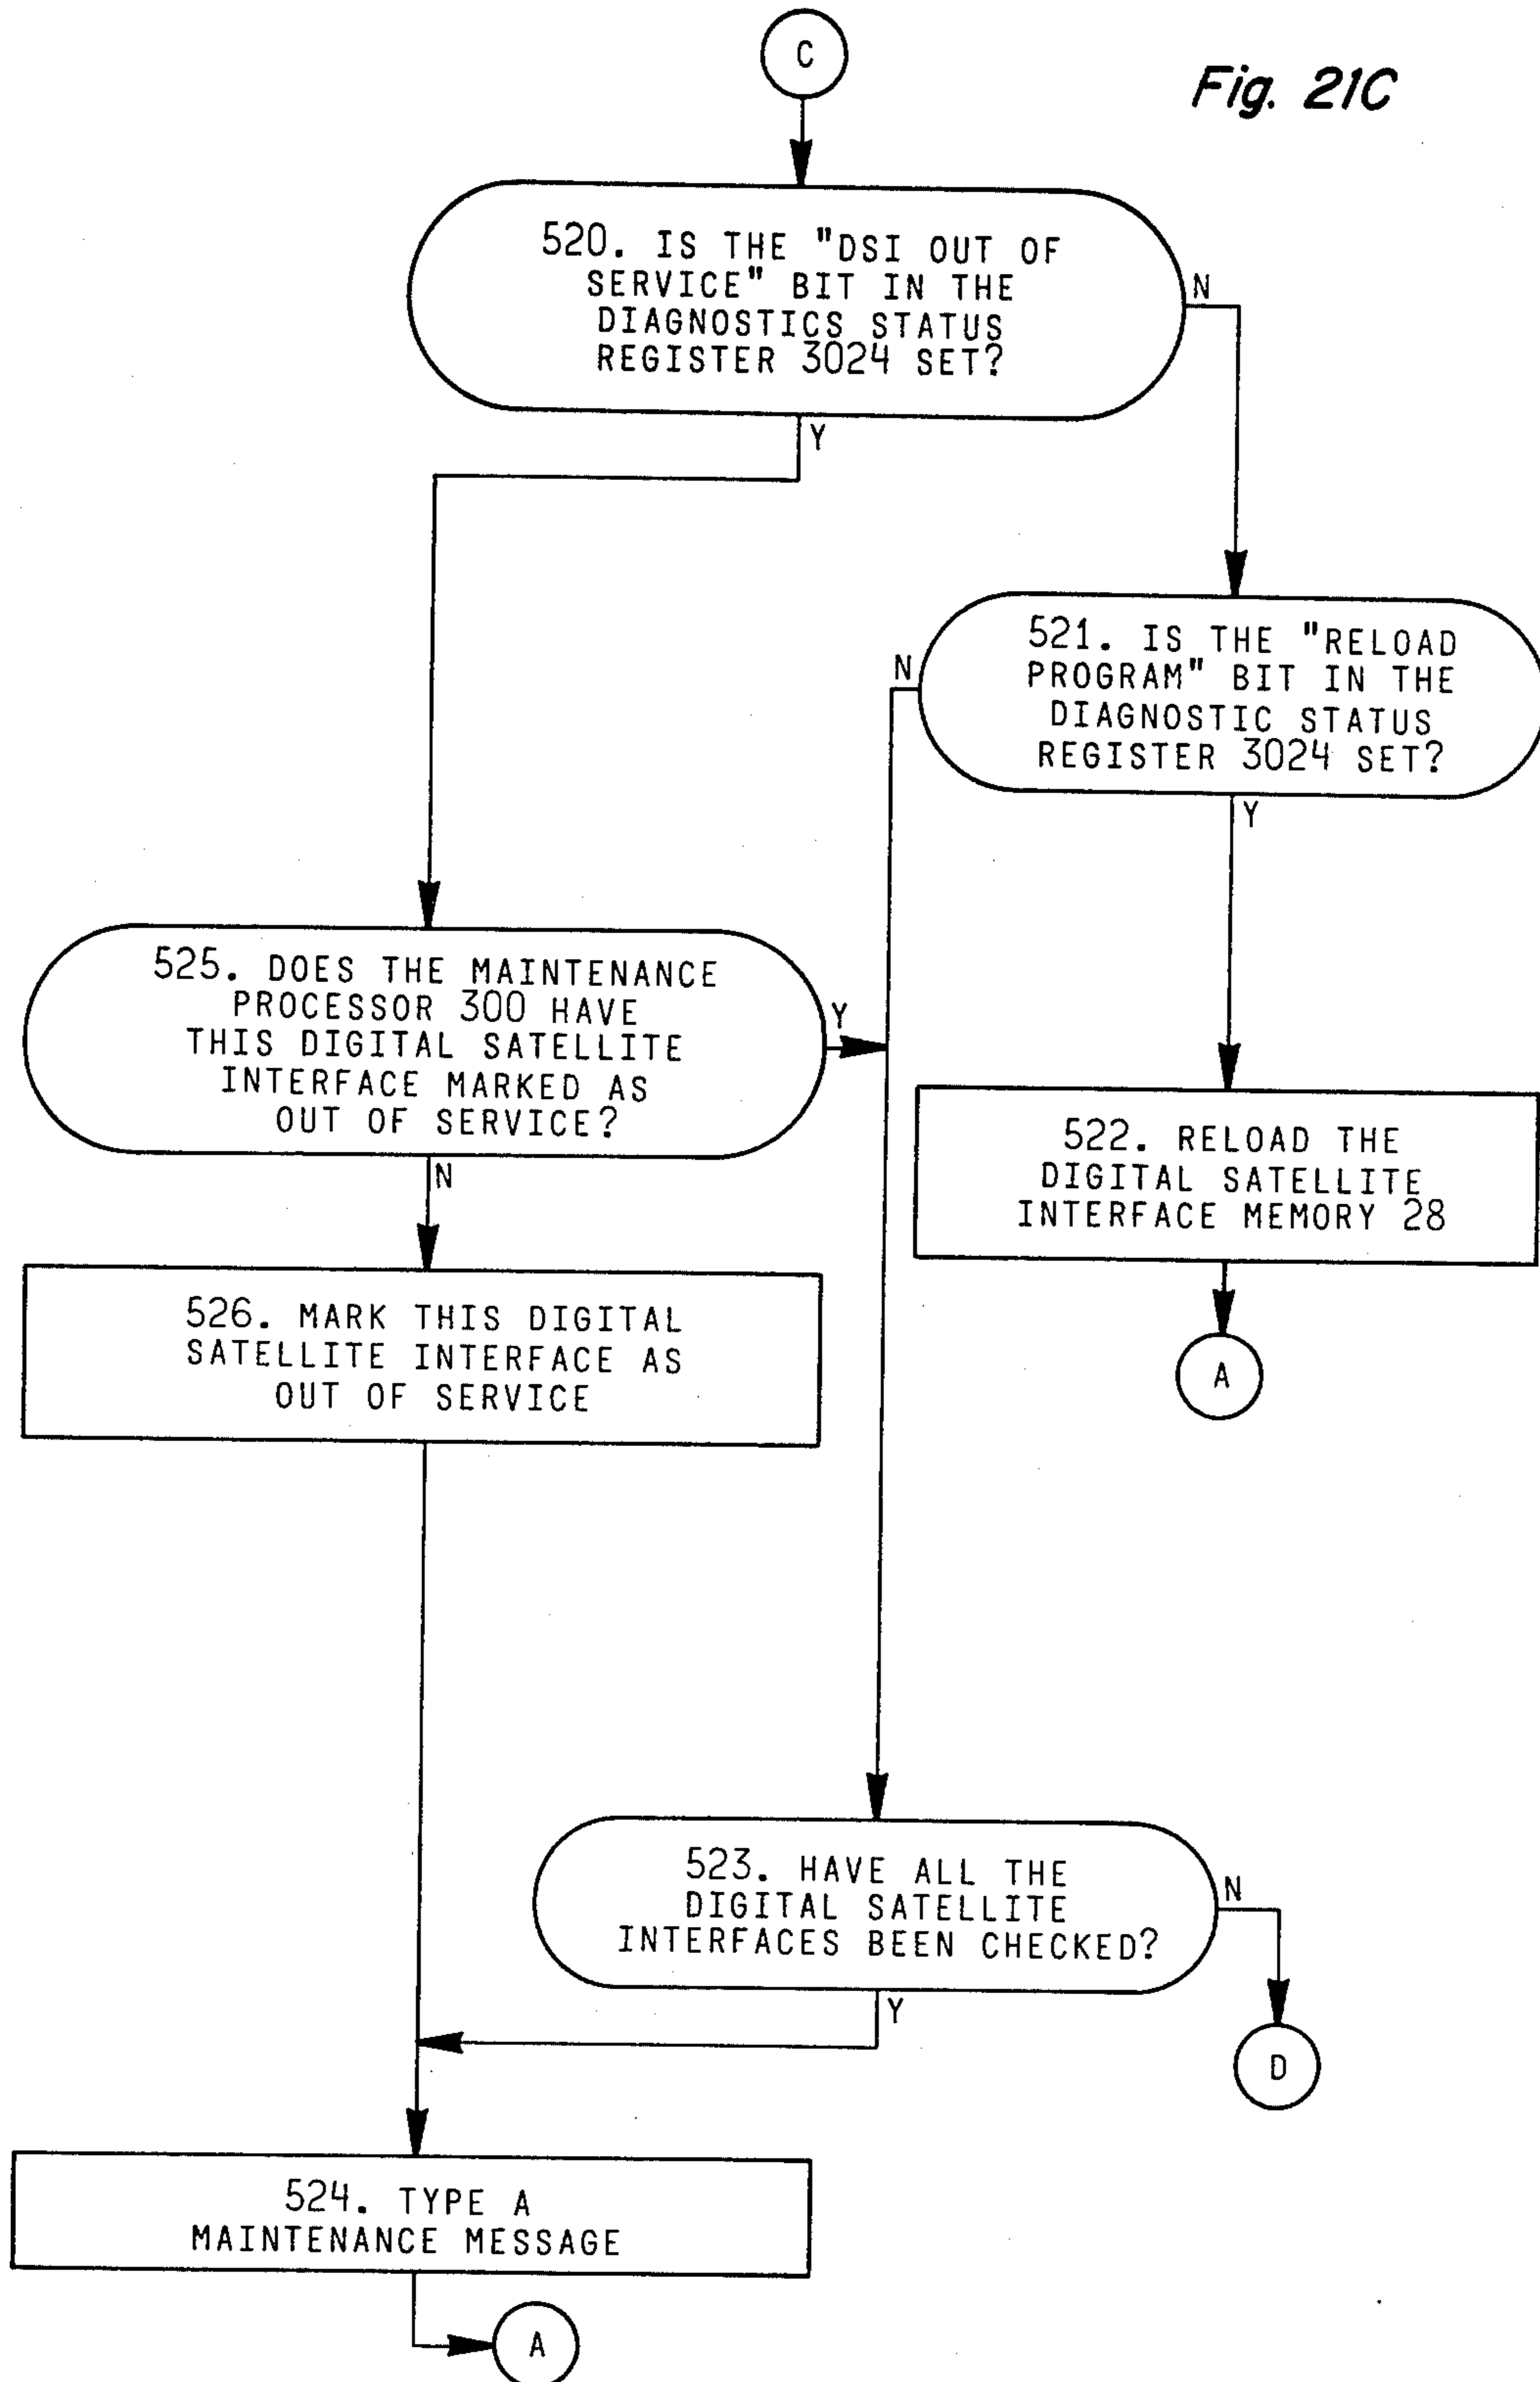 C
Fig. 21C
520. IS THE "DSI OUT OF
SERVICE" BIT IN THE
DIAGNOSTICS STATUS
REGISTER 3024 SET?
N
Y
521. IS THE "RELOAD
PROGRAM" BIT IN THE
DIAGNOSTIC STATUS
REGISTER 3024 SET?
N
Y
525. DOES THE MAINTENANCE
PROCESSOR 300 HAVE
THIS DIGITAL SATELLITE
INTERFACE MARKED AS
OUT OF SERVICE?
Y
N
522. RELOAD THE
DIGITAL SATELLITE
INTERFACE MEMORY 28
A
526. MARK THIS DIGITAL
SATELLITE INTERFACE AS
OUT OF SERVICE
523. HAVE ALL THE
DIGITAL SATELLITE
INTERFACES BEEN CHECKED?
N
Y
D
524. TYPE A
MAINTENANCE MESSAGE
A